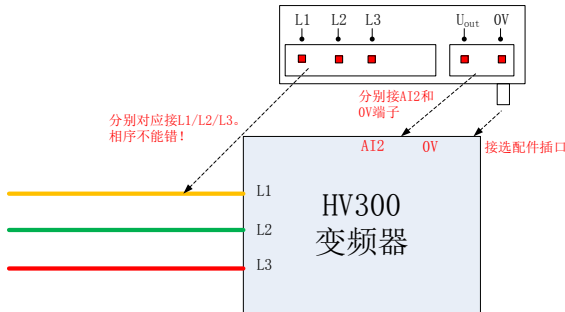 L1 L2 L3 Uout 0V
分别对应接L1/L2/L3。
相序不能错！
分别接AI2和
0V端子
AI2 0V
接选配件插口
L1
L2
L3
HV300
变频器